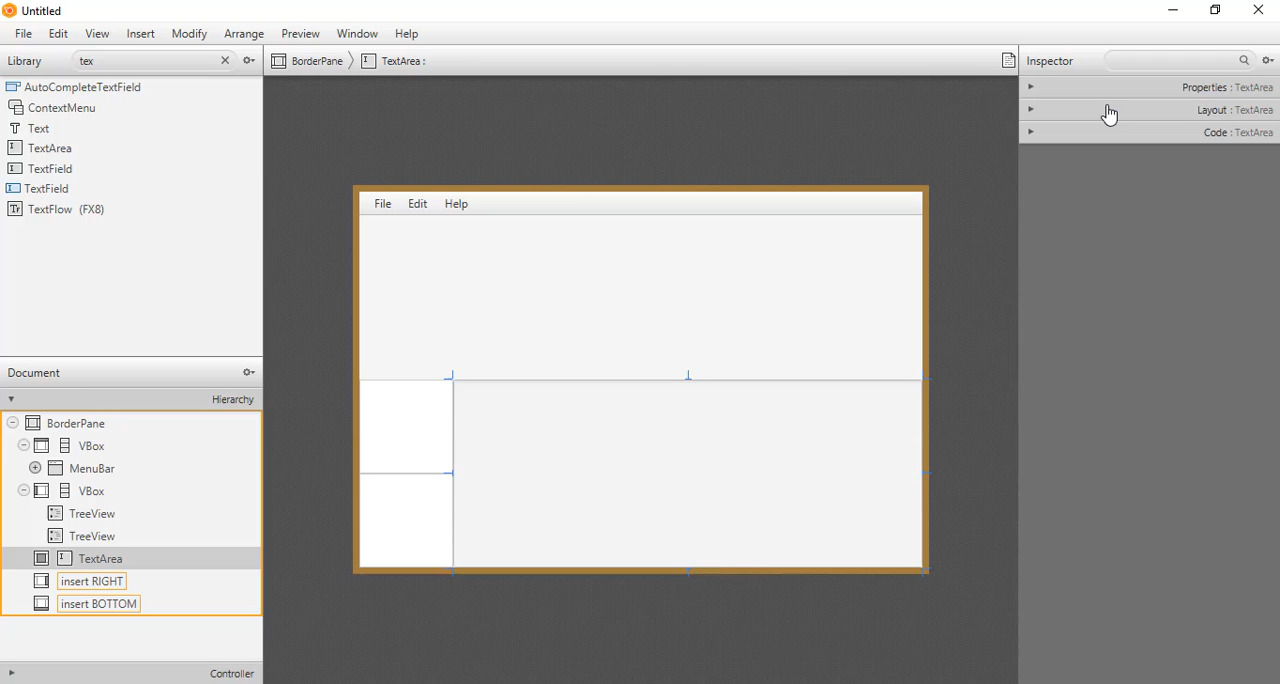 Untitled
File Edit View Insert Modify Arrange Preview Window Help
Library tex
BorderPane TextArea :
Inspector
AutoCompleteTextField
ContextMenu
Text
TextArea
TextField
TextField
TextFlow (FX8)
Properties : TextArea
Layout : TextArea
Code : TextArea
File Edit Help
Document
Hierarchy
BorderPane
VBox
MenuBar
VBox
TreeView
TreeView
TextArea
insert RIGHT
insert BOTTOM
Controller